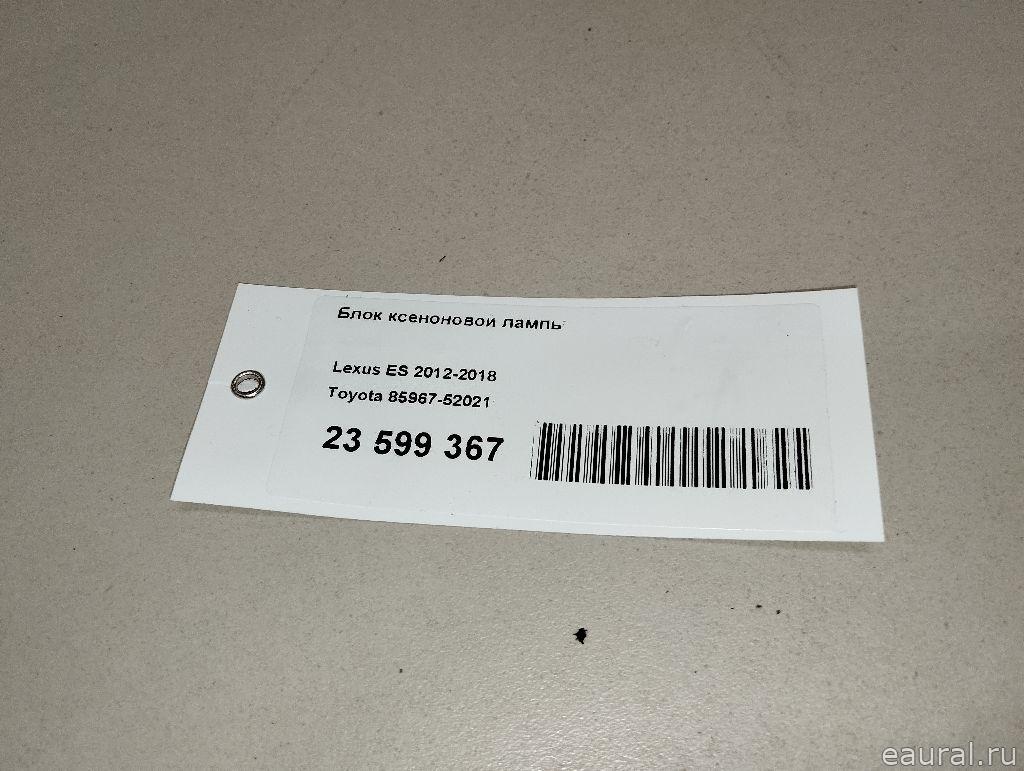 Блок ксеноновой лампы
Lexus ES 2012-2018
Toyota 85967-52021
23 599 367
eaural.ru